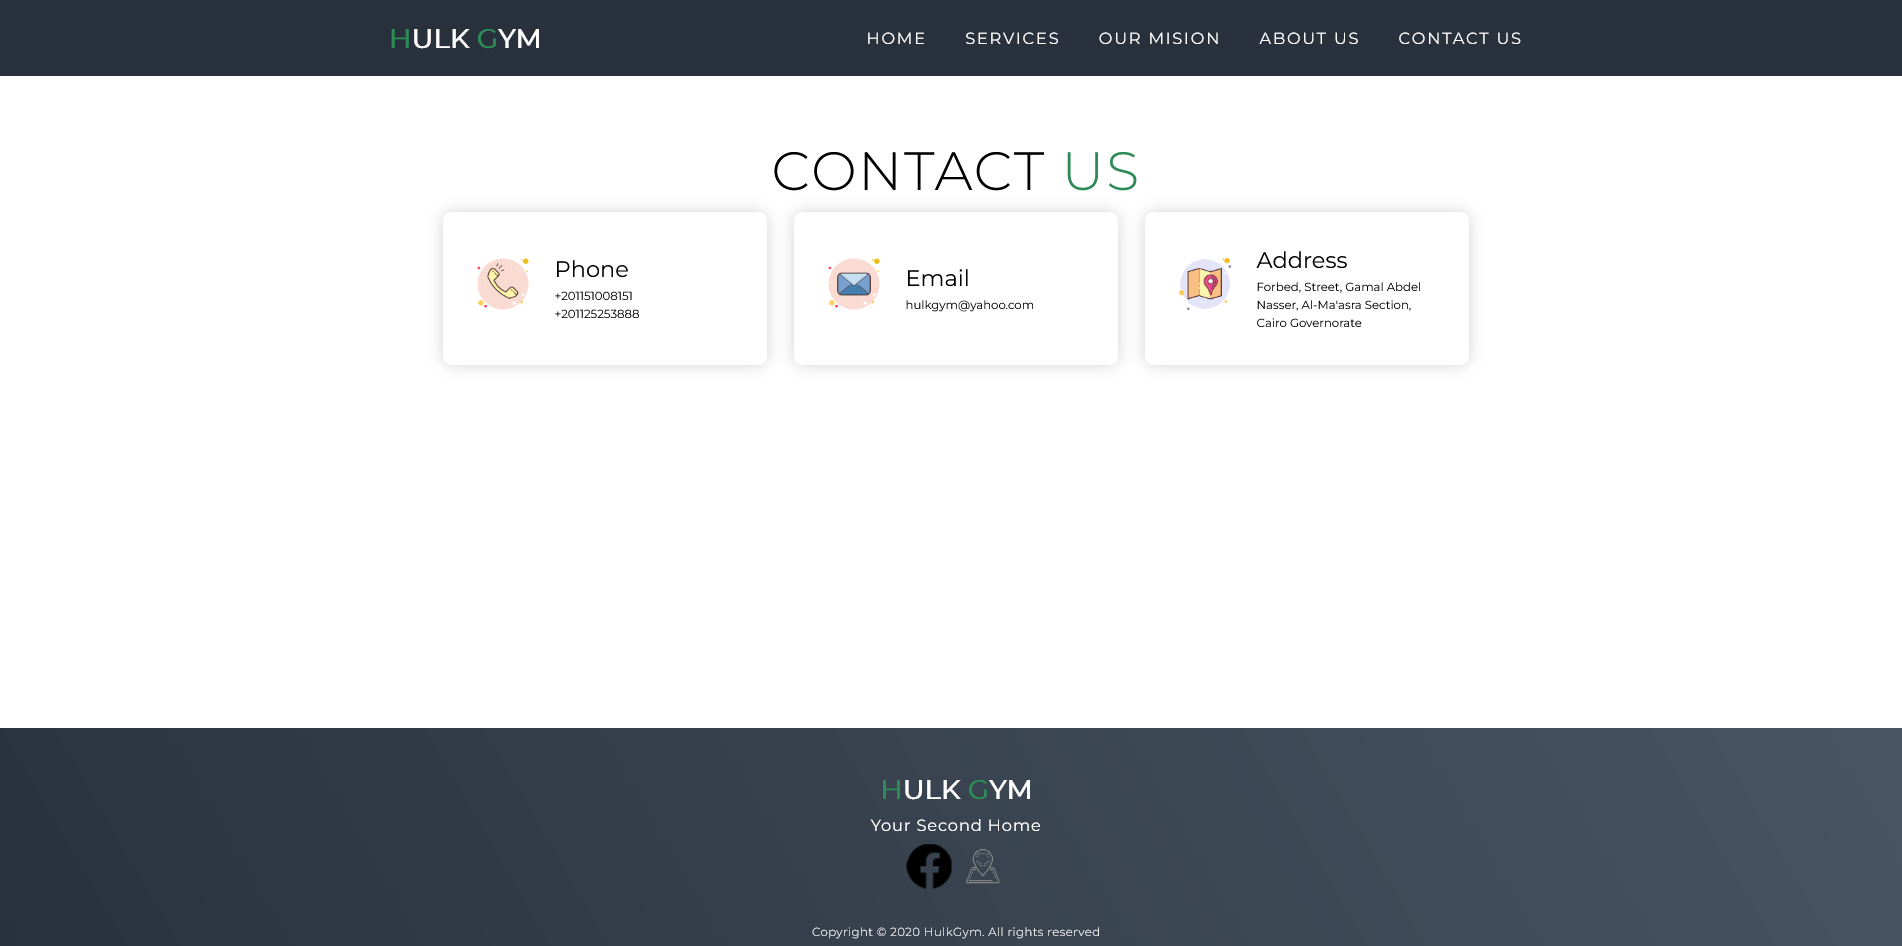 HULK GYM
HOME SERVICES OUR MISION ABOUT US CONTACT US
CONTACT US
Phone
+201151008151
+201125253888
Email
hulkgym@yahoo.com
Address
Forbed, Street, Gamal Abdel
Nasser, Al-Ma'asra Section,
Cairo Governorate
HULK GYM
Your Second Home
Copyright © 2020 HulkGym. All rights reserved